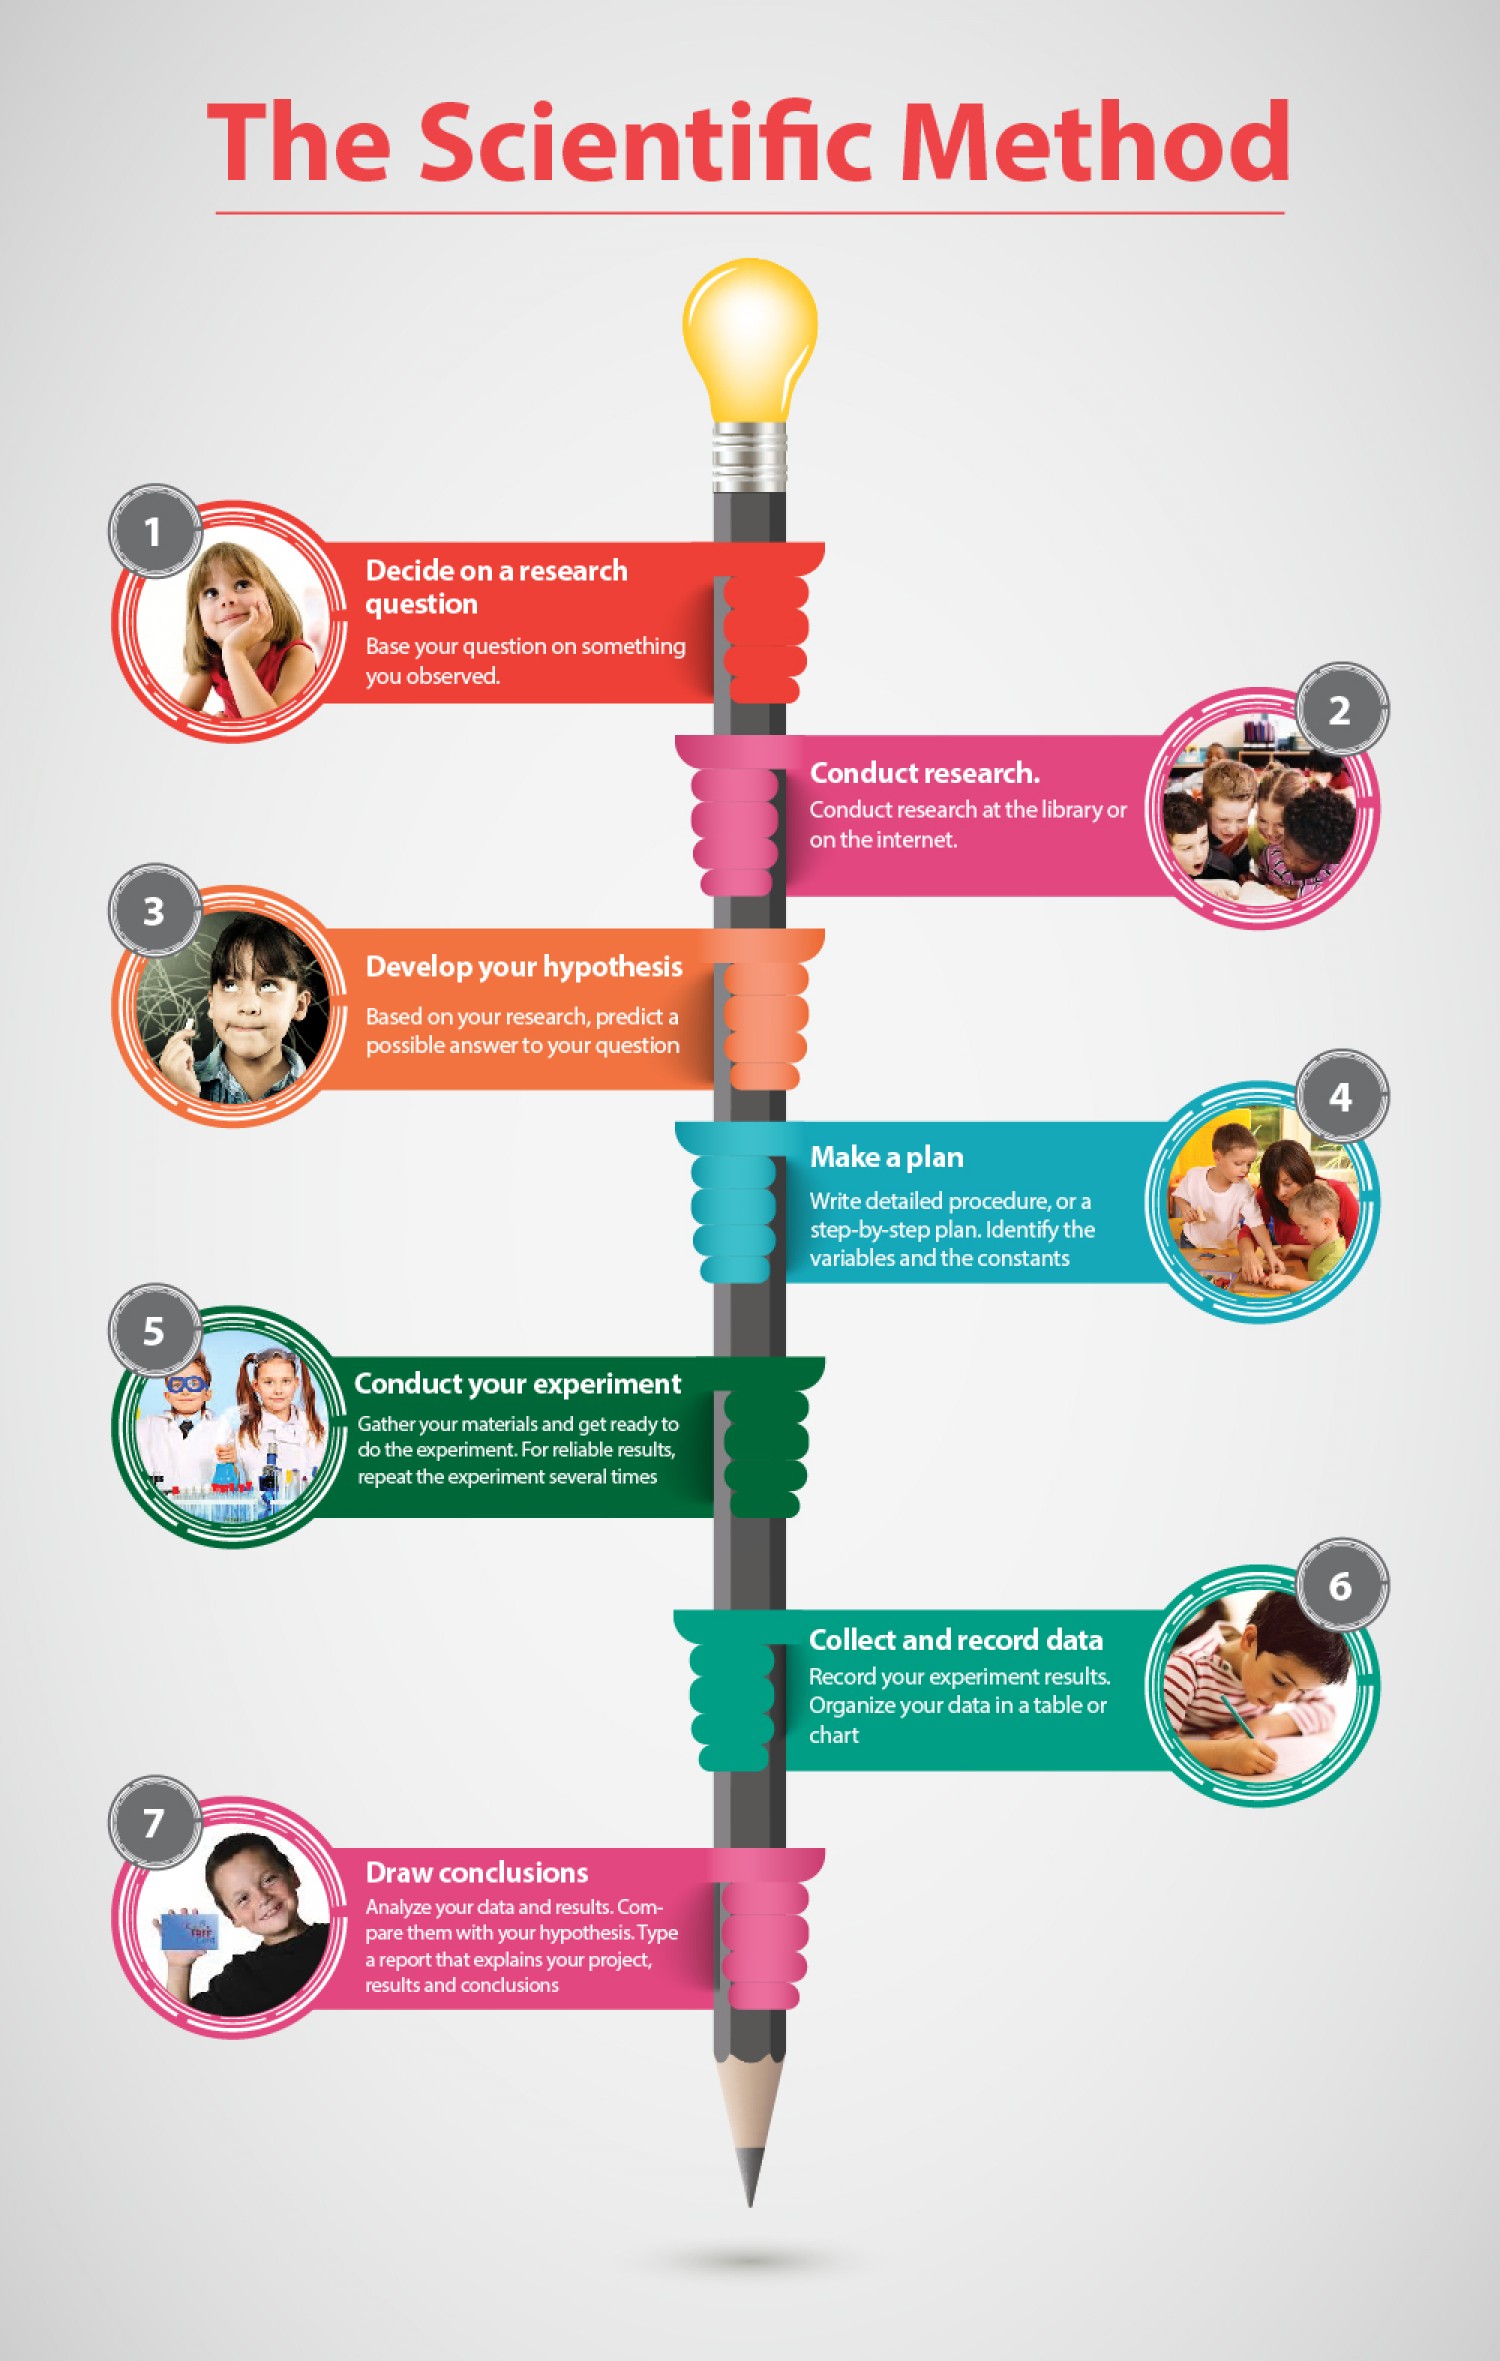 The Scientific Method
1
Decide on a research
question
Base your question on something
you observed.
2
Conduct research.
Conduct research at the library or
on the internet.
3
Develop your hypothesis
Based on your research, predict a
possible answer to your question
4
Make a plan
Write detailed procedure, or a
step-by-step plan. Identify the
variables and the constants
5
Conduct your experiment
Gather your materials and get ready to
do the experiment. For reliable results,
repeat the experiment several times
6
Collect and record data
Record your experiment results.
Organize your data in a table or
chart
7
Draw conclusions
Analyze your data and results. Com-
pare them with your hypothesis. Type
a report that explains your project,
results and conclusions